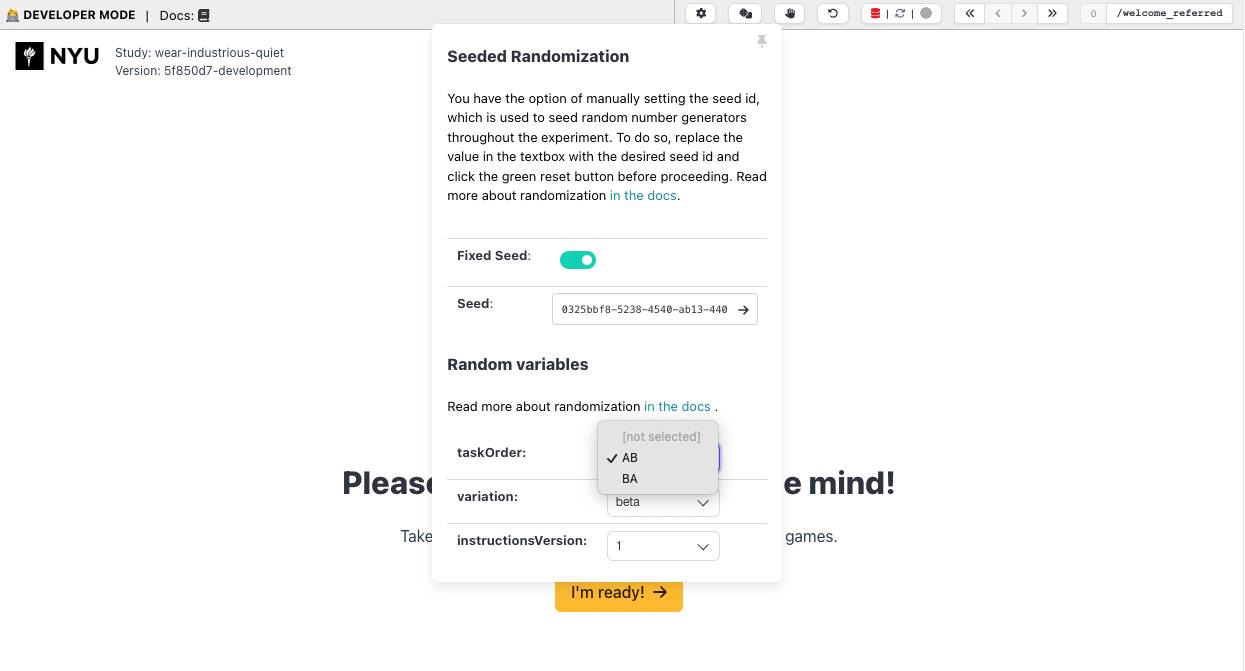 DEVELOPER MODE | Docs:
0 /welcome_referred
NYU
Study: wear-industrious-quiet
Version: 5f850d7-development
Seeded Randomization
You have the option of manually setting the seed id,
which is used to seed random number generators
throughout the experiment. To do so, replace the
value in the textbox with the desired seed id and
click the green reset button before proceeding. Read
more about randomization in the docs.
Fixed Seed:
Seed:
0325bbf8-5238-4540-ab13-440
Random variables
Read more about randomization in the docs .
taskOrder:
[not selected]
AB
BA
variation:
beta
instructionsVersion:
1
mind!
Take
games.
I'm ready!